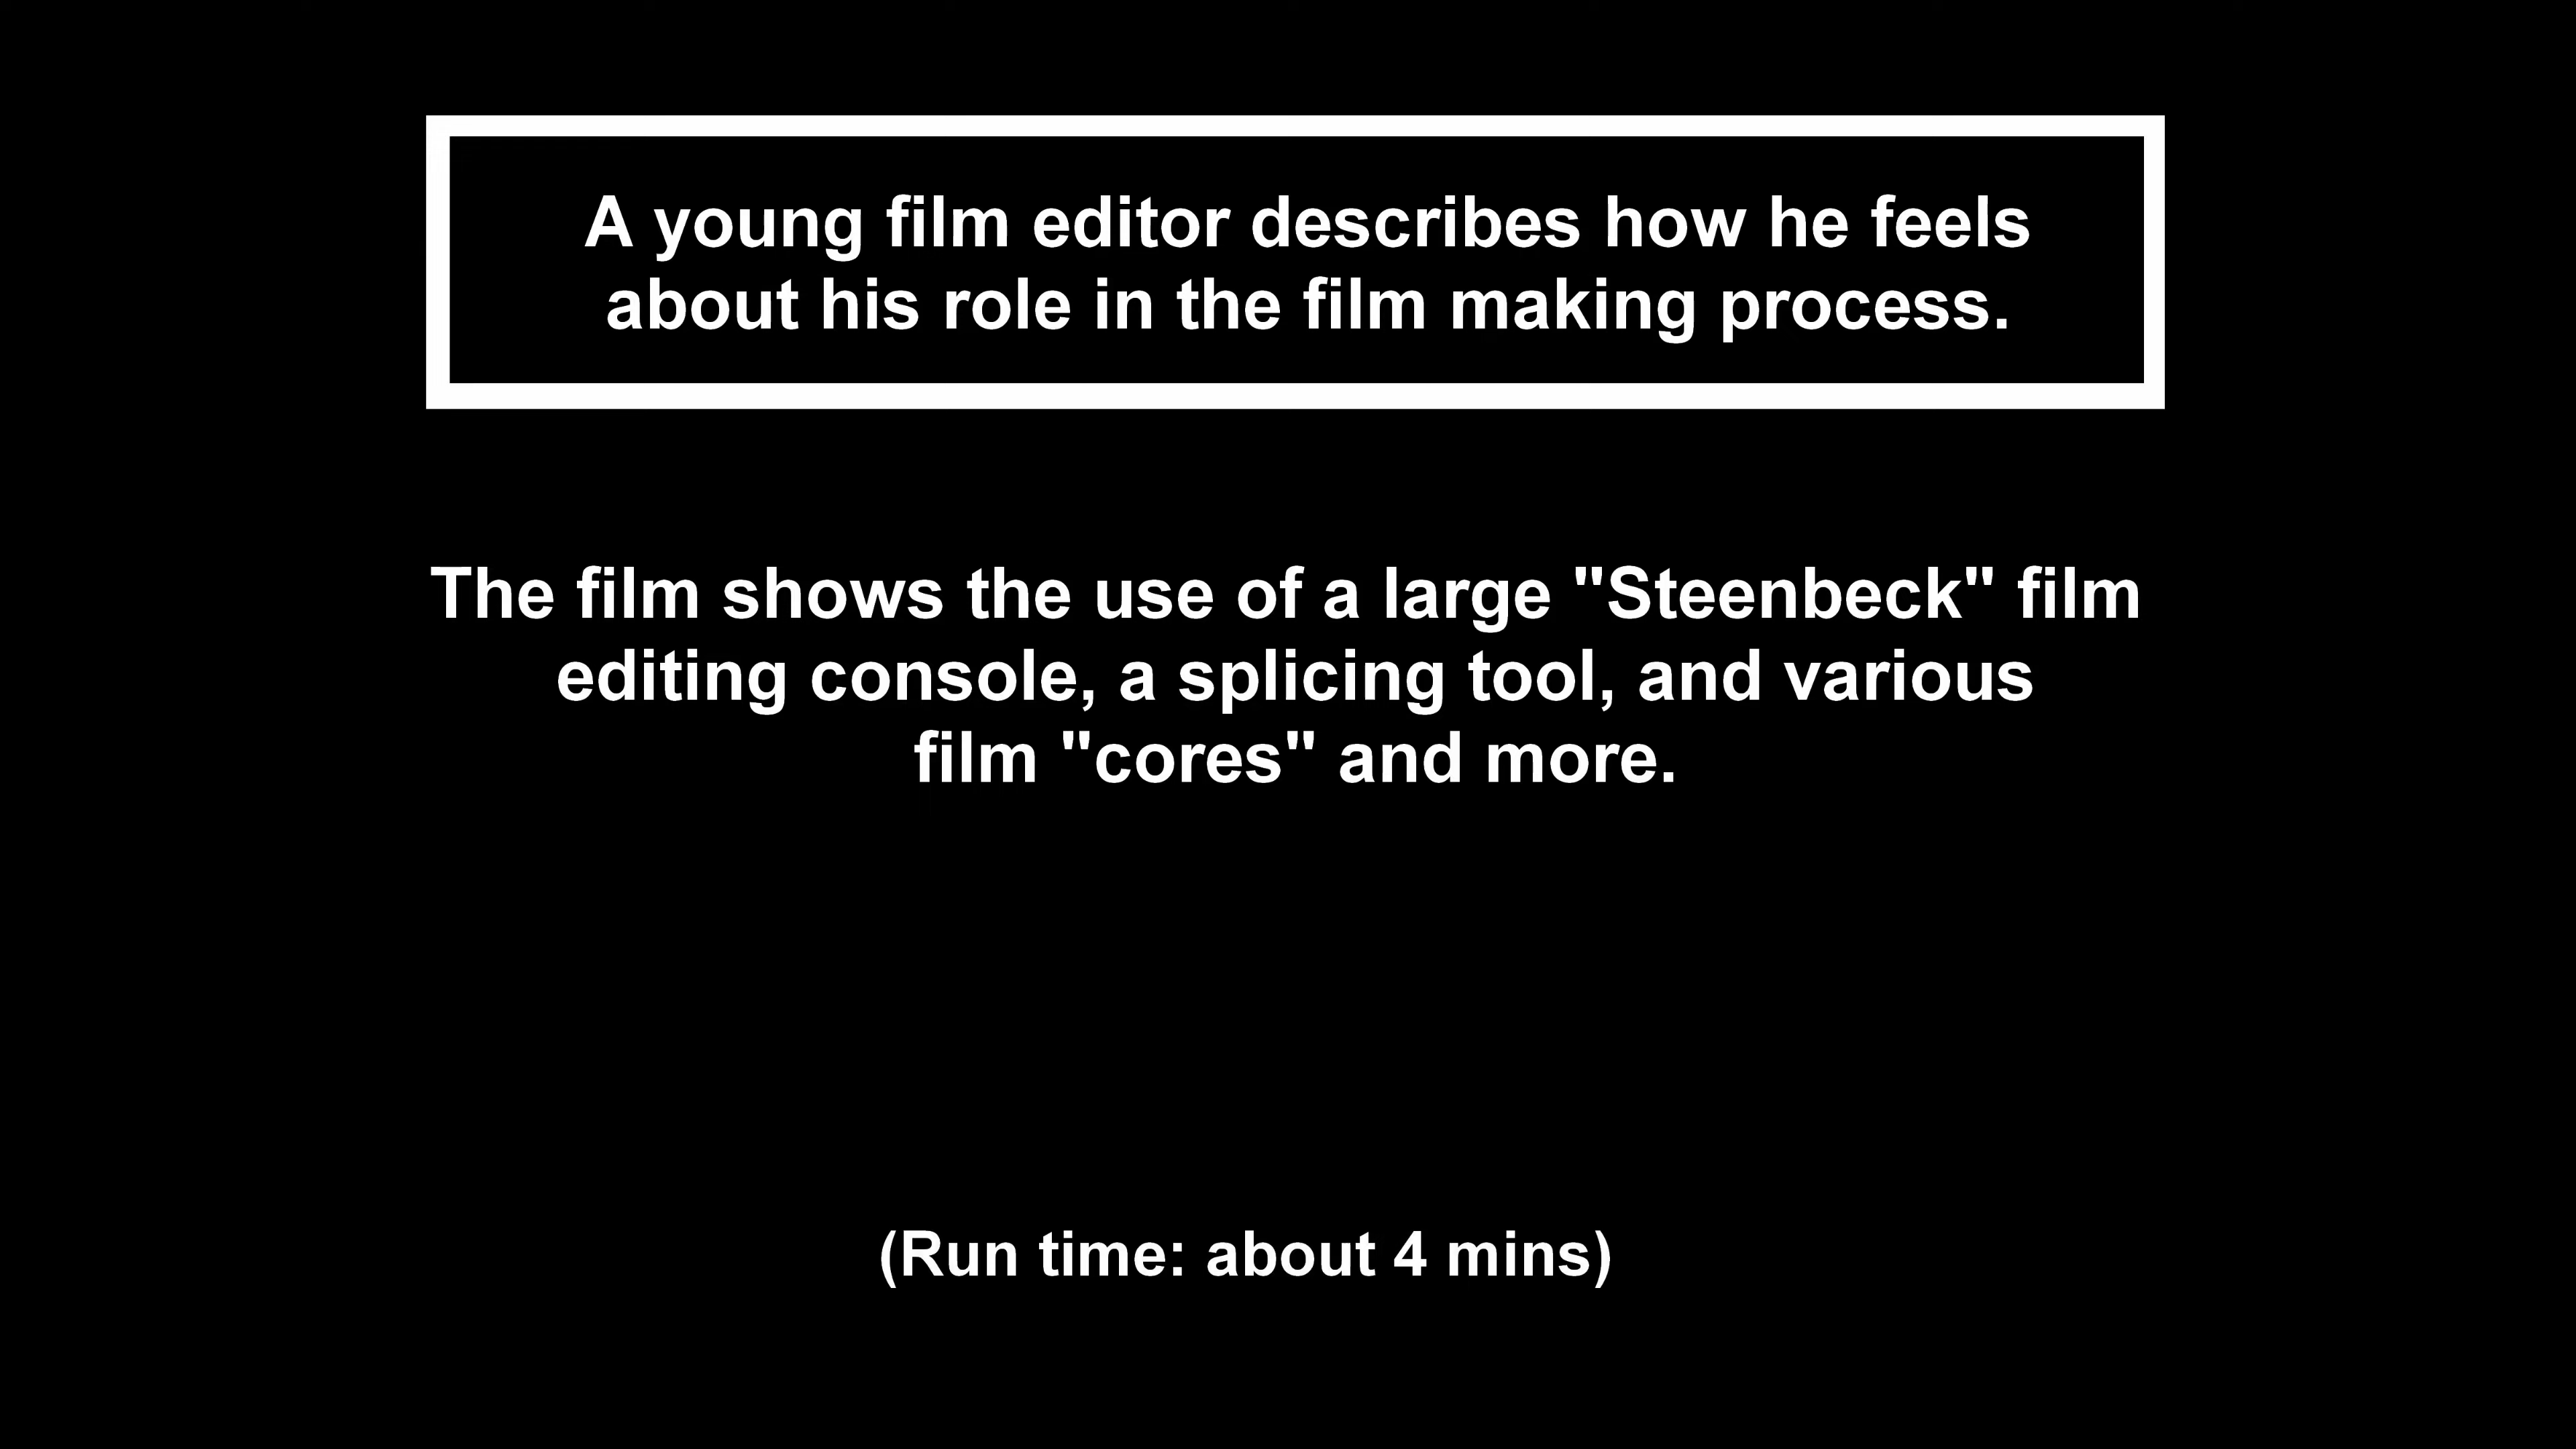 A young film editor describes how he feels
about his role in the film making process.
The film shows the use of a large "Steenbeck" film
editing console, a splicing tool, and various
film "cores" and more.
(Run time: about 4 mins)